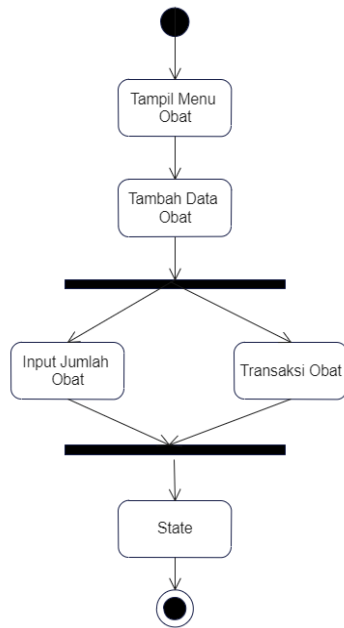 Tampil Menu
Obat
Tambah Data
Obat
Input Jumlah
Obat
Transaksi Obat
State